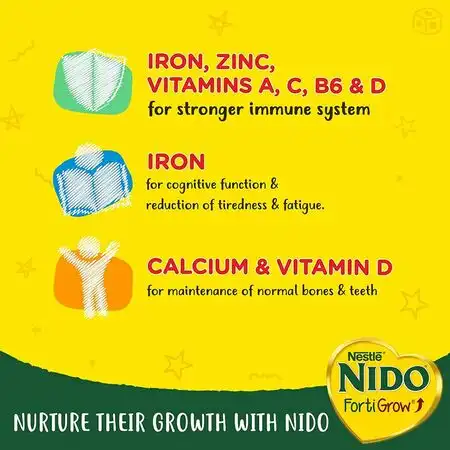 IRON, ZINC,
VITAMINS A, C, B6 & D
for stronger immune system
IRON
for cognitive function &
reduction of tiredness & fatigue.
CALCIUM & VITAMIN D
for maintenance of normal bones & teeth
Nestlé
NIDO
FortiGrow
NURTURE THEIR GROWTH WITH NIDO